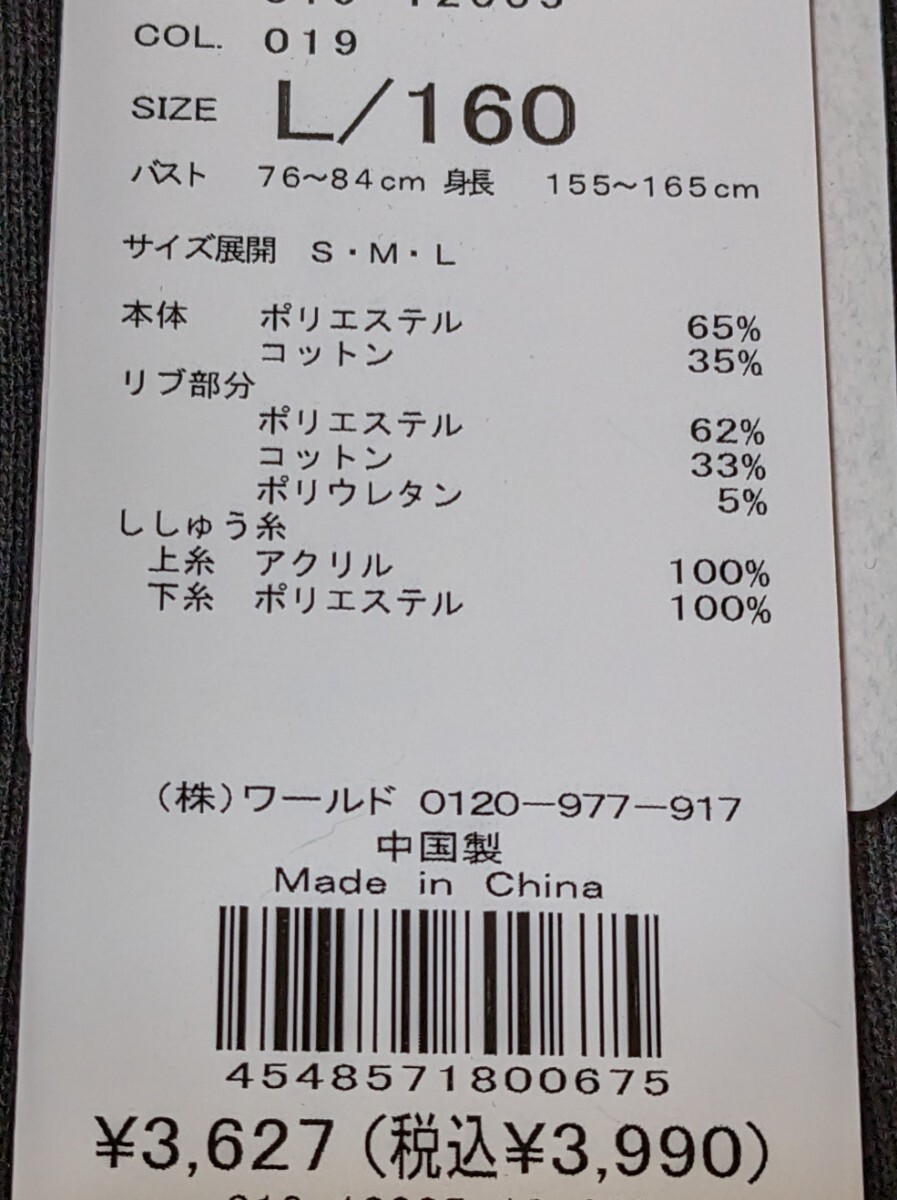 COL. 019
SIZE L/160
バスト 76～84cm 身長 155～165cm
サイズ展開 S・M・L
本体 ポリエステル 65%
コットン 35%
リブ部分
ポリエステル 62%
コットン 33%
ポリウレタン 5%
ししゅう糸
上糸 アクリル 100%
下糸 ポリエステル 100%
（株）ワールド 0120－977－917
中国製
Made in China
4548571800675
¥3,627（税込¥3,990）